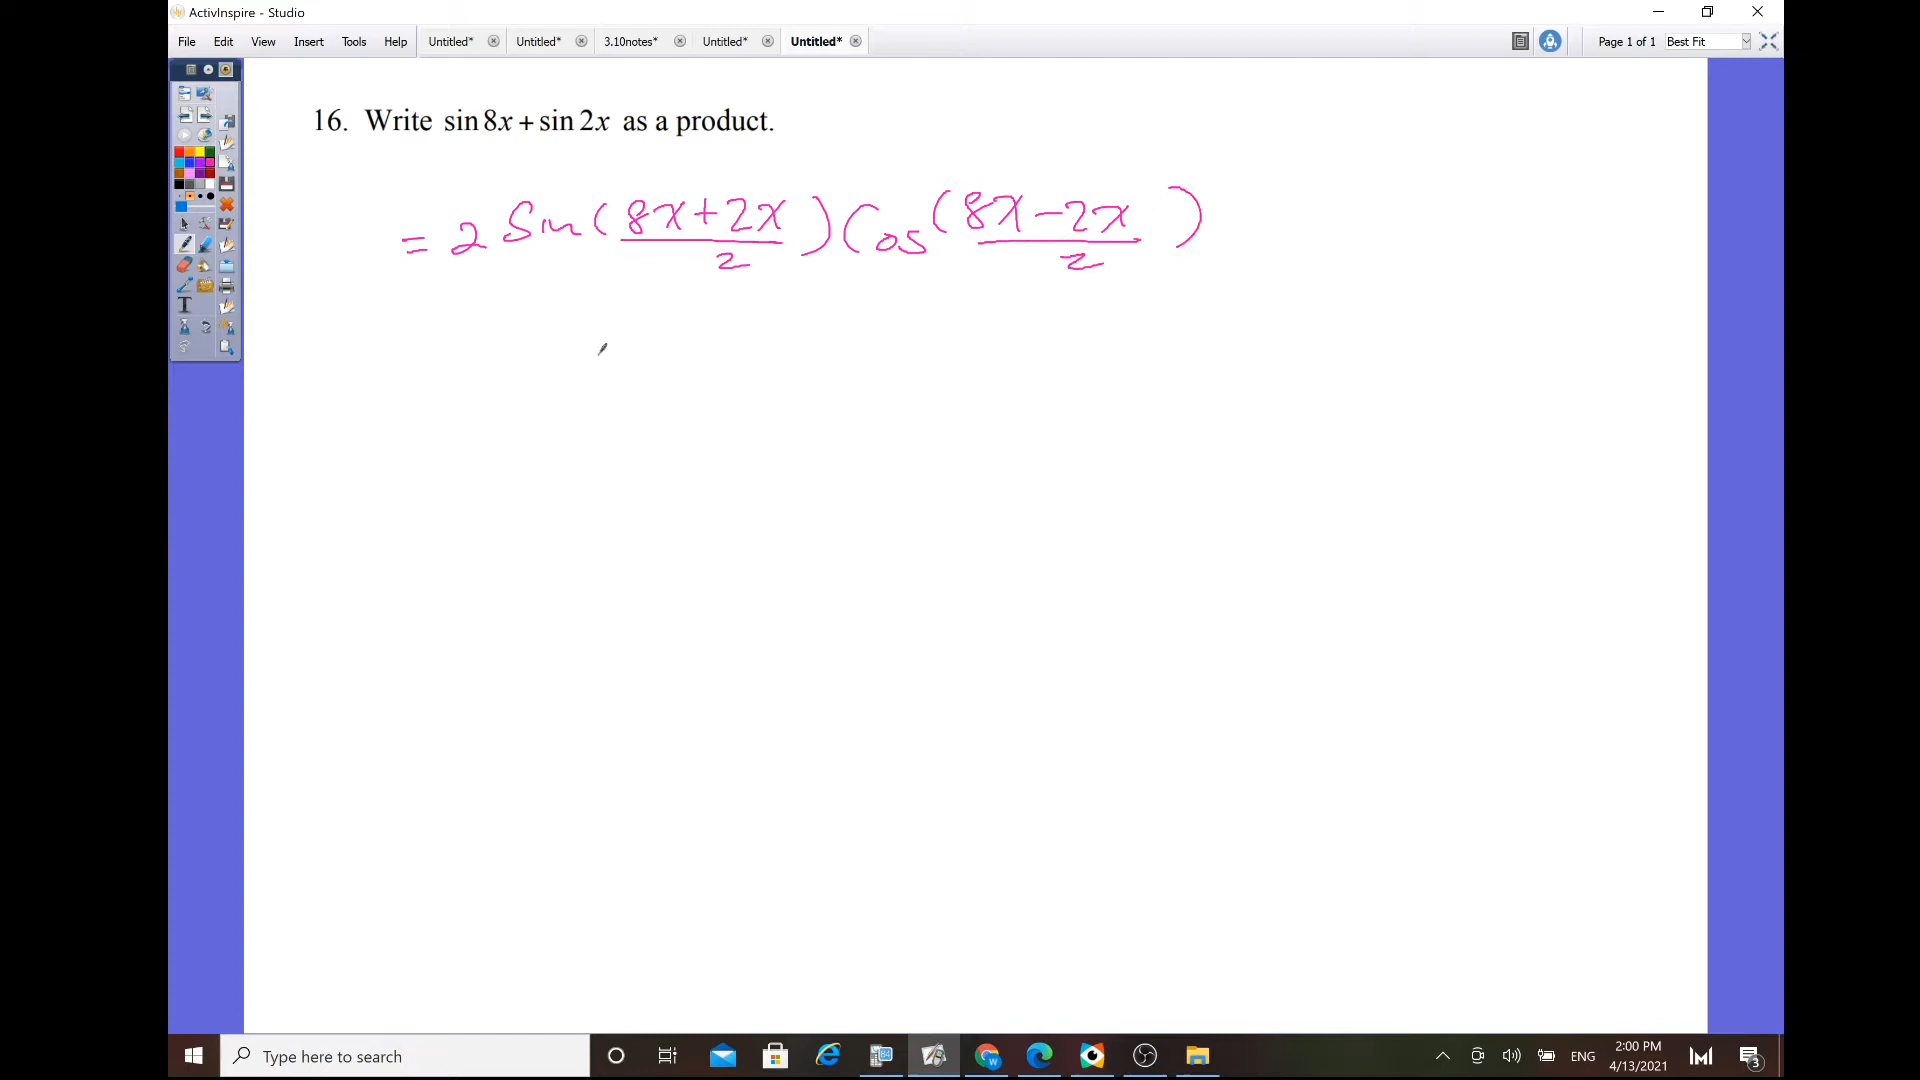 ActivInspire - Studio
File Edit View Insert Tools Help Untitled* Untitled* 3.10notes* Untitled* Untitled* Page 1 of 1 Best Fit
16. Write sin 8x + sin 2x as a product.
= 2 Sin( (8x+2x)/2 ) Cos( (8x-2x)/2 )
Type here to search
ENG 2:00 PM
4/13/2021 3